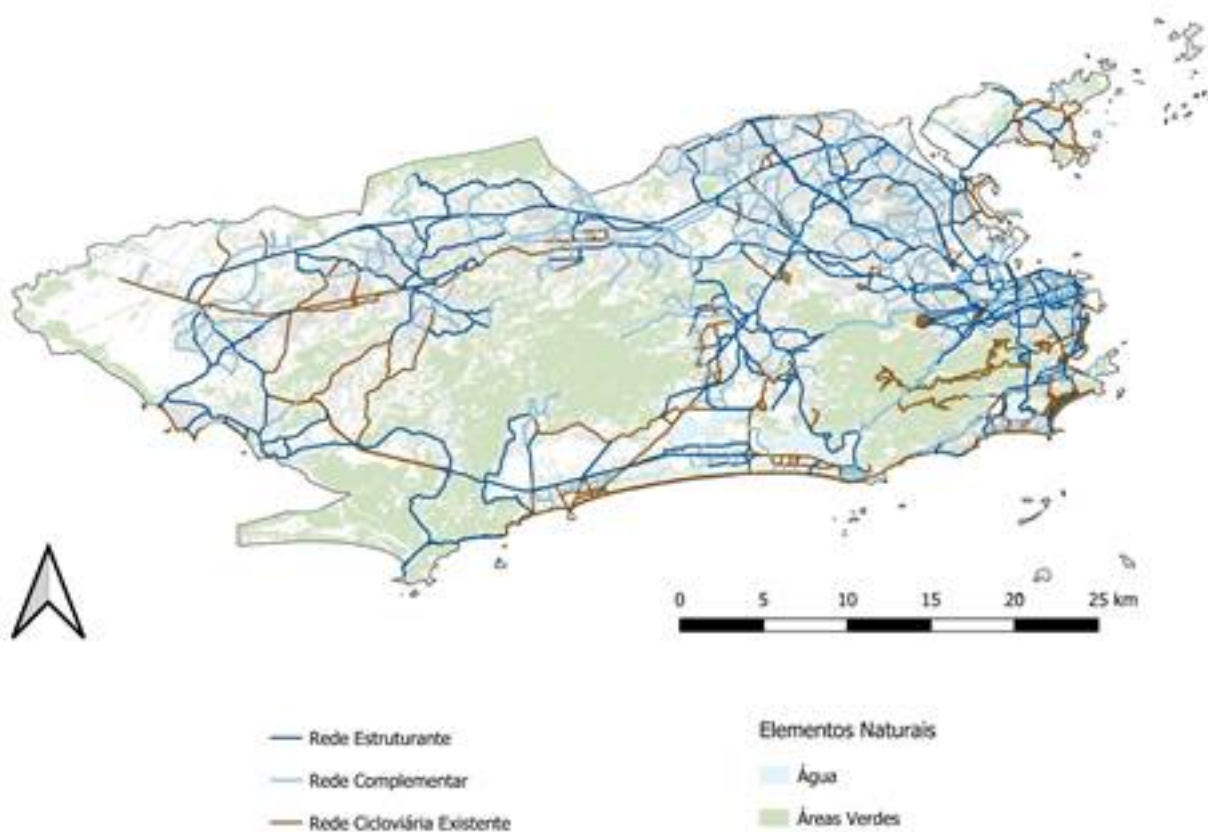 0 5 10 15 20 25 km
Rede Estruturante
Rede Complementar
Rede Cicloviária Existente
Elementos Naturais
Água
Áreas Verdes